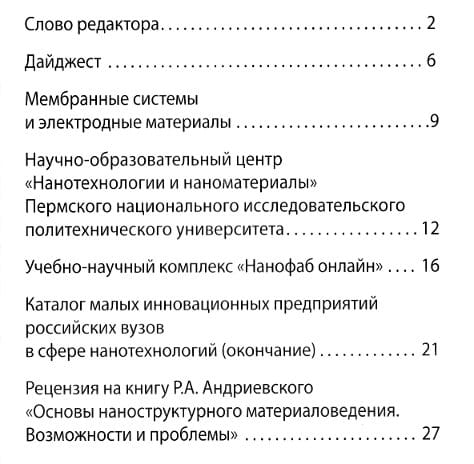 Слово редактора........................... 2
Дайджест ................................. 6
Мембранные системы
и электродные материалы ....................9
Научно-образовательный центр
«Нанотехнологии и наноматериалы»
Пермского национального исследовательского
политехнического университета............... 12
Учебно-научный комплекс «Нанофаб онлайн» .... 16
Каталог малых инновационных предприятий
российских вузов
в сфере нанотехнологий (окончание) ........... 21
Рецензия на книгу Р.А. Андриевского
«Основы наноструктурного материаловедения.
Возможности и проблемы» .................... 27